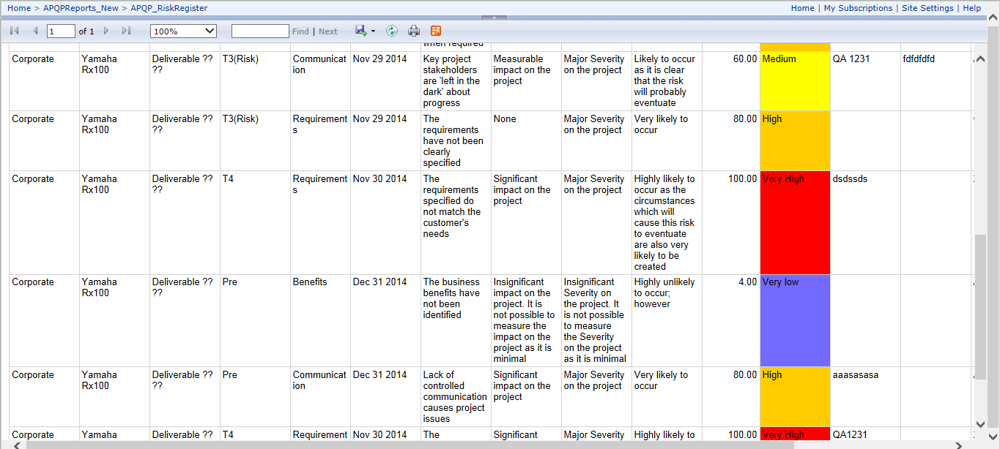 Home > APQPReports_New > APQP_RiskRegister Home | My Subscriptions | Site Settings | Help
1 of 1 100% Find | Next
when required
Corporate Yamaha Rx100 Deliverable ?? ?? T3(Risk) Communicat ion Nov 29 2014 Key project stakeholders are 'left in the dark' about progress Measurable impact on the project Major Severity on the project Likely to occur as it is clear that the risk will probably eventuate 60.00 Medium QA 1231 fdfdfdfd
Corporate Yamaha Rx100 Deliverable ?? ?? T3(Risk) Requirement s Nov 29 2014 The requirements have not been clearly specified None Major Severity on the project Very likely to occur 80.00 High
Corporate Yamaha Rx100 Deliverable ?? ?? T4 Requirement s Nov 30 2014 The requirements specified do not match the customer's needs Significant impact on the project Major Severity on the project Highly likely to occur as the circumstances which will cause this risk to eventuate are also very likely to be created 100.00 Very High dsdssds
Corporate Yamaha Rx100 Deliverable ?? ?? Pre Benefits Dec 31 2014 The business benefits have not been identified Insignificant impact on the project. It is not possible to measure the impact on the project as it is minimal Insignificant Severity on the project. It is not possible to measure the Severity on the project as it is minimal Highly unlikely to occur; however 4.00 Very low
Corporate Yamaha Rx100 Deliverable ?? ?? Pre Communicat ion Dec 31 2014 Lack of controlled communication causes project issues Significant impact on the project Major Severity on the project Very likely to occur 80.00 High aaasasasa
Corporate Yamaha Deliverable ?? T4 Requirement Nov 30 2014 The Significant Major Severity Highly likely to 100.00 Very High QA1231